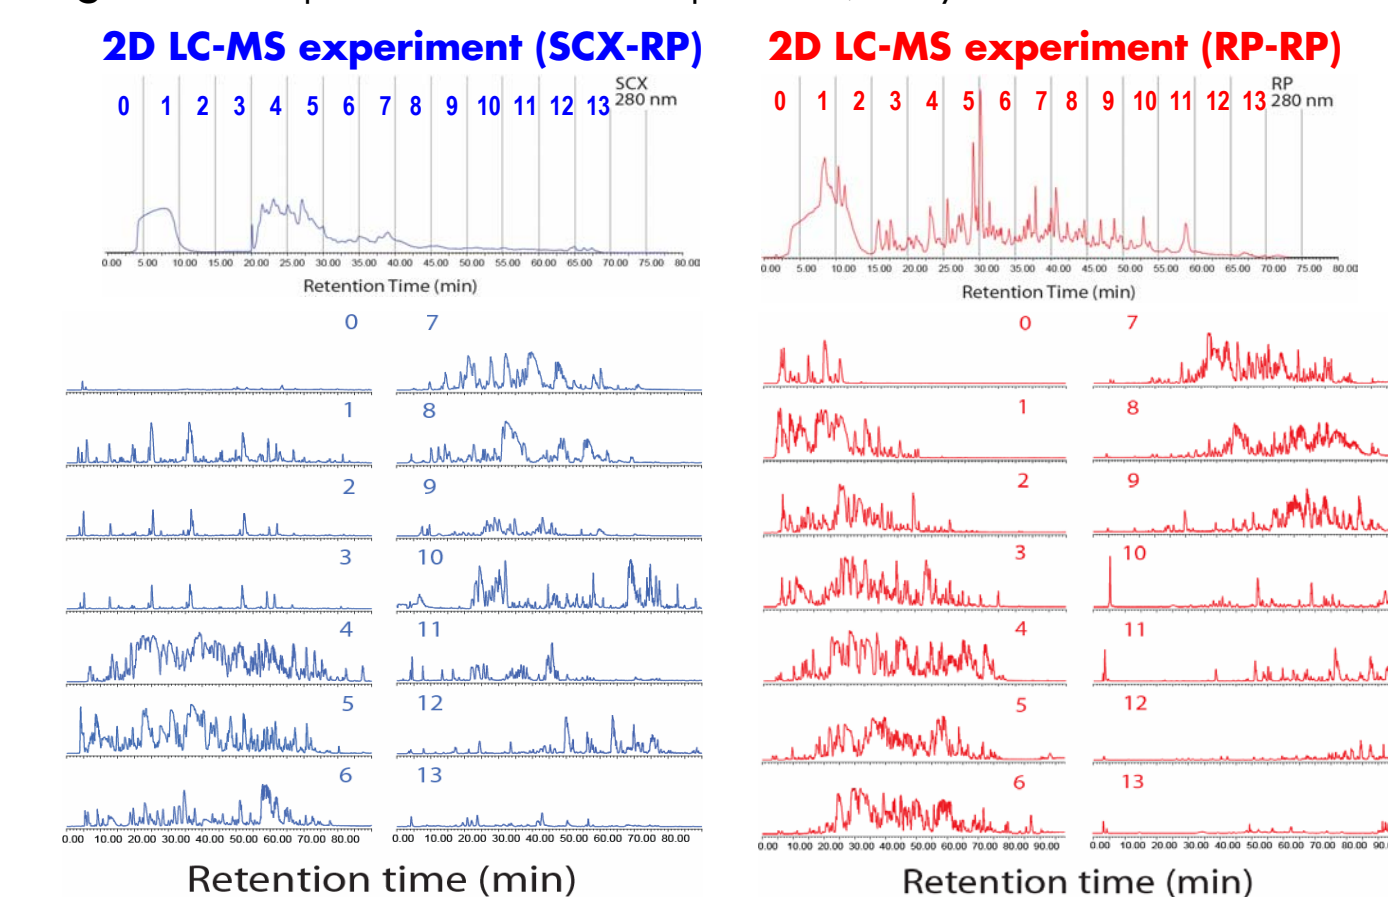 2D LC-MS experiment (SCX-RP)
SCX
280 nm
0 1 2 3 4 5 6 7 8 9 10 11 12 13
0.00 5.00 10.00 15.00 20.00 25.00 30.00 35.00 40.00 45.00 50.00 55.00 60.00 65.00 70.00 75.00 80.00
Retention Time (min)
0 7
1 8
2 9
3 10
4 11
5 12
6 13
0.00 10.00 20.00 30.00 40.00 50.00 60.00 70.00 80.00 0.00 10.00 20.00 30.00 40.00 50.00 60.00 70.00 80.00
Retention time (min)
2D LC-MS experiment (RP-RP)
RP
280 nm
0 1 2 3 4 5 6 7 8 9 10 11 12 13
0.00 5.00 10.00 15.00 20.00 25.00 30.00 35.00 40.00 45.00 50.00 55.00 60.00 65.00 70.00 75.00 80.00
Retention Time (min)
0 7
1 8
2 9
3 10
4 11
5 12
6 13
0.00 10.00 20.00 30.00 40.00 50.00 60.00 70.00 80.00 90.00 0.00 10.00 20.00 30.00 40.00 50.00 60.00 70.00 80.00
Retention time (min)